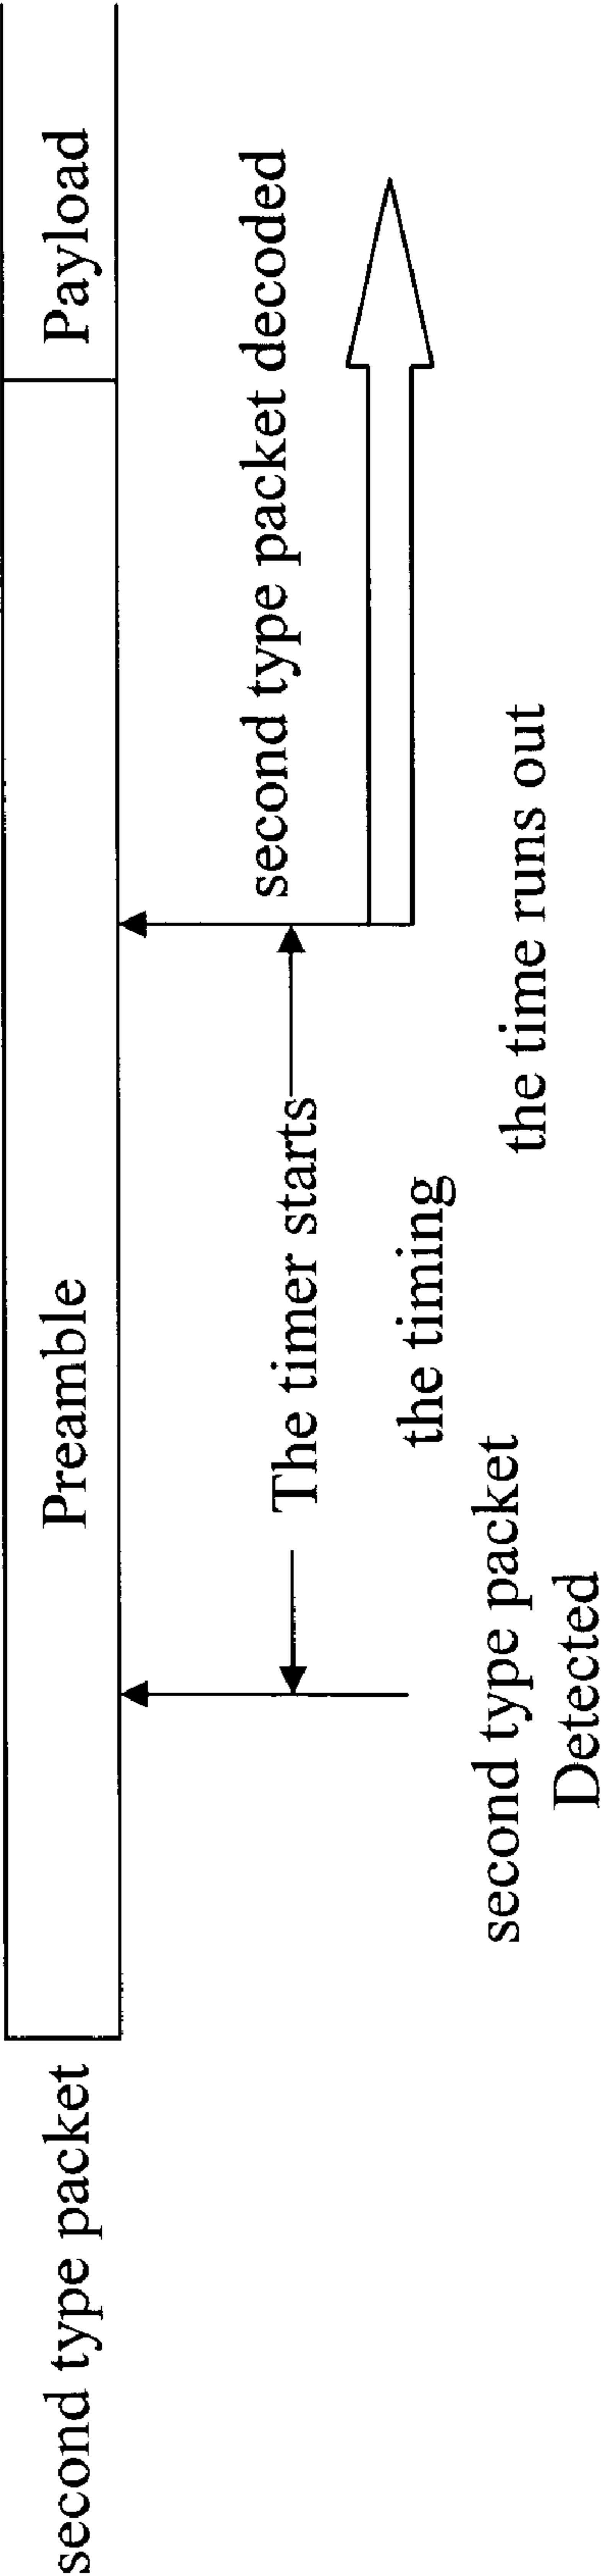 second type packet
Preamble
Payload
second type packet decoded
The timer starts
the timing
the time runs out
second type packet
Detected